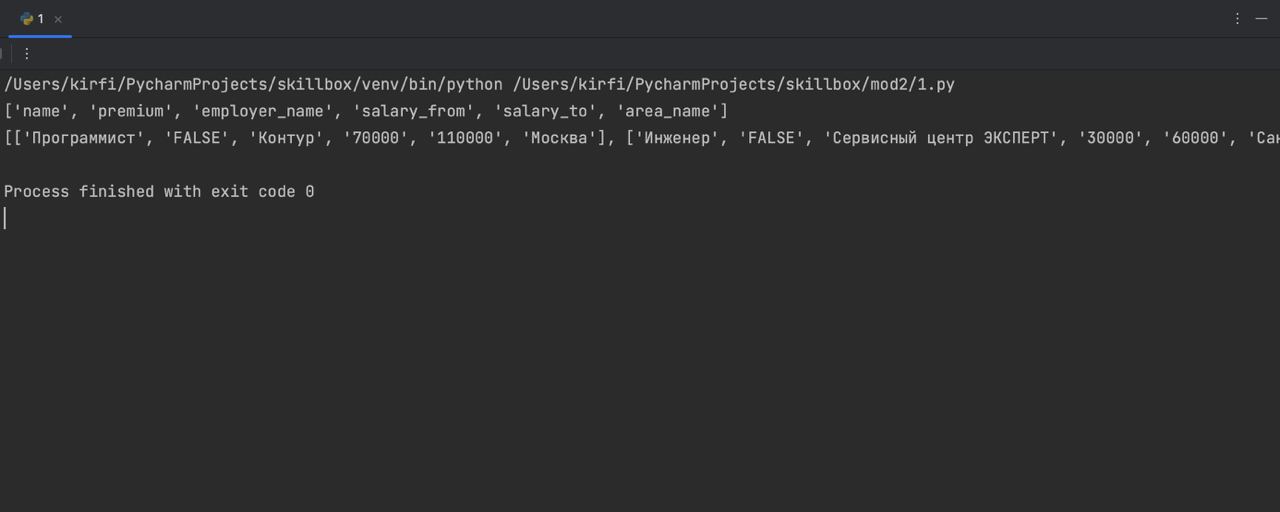 1
/Users/kirfi/PycharmProjects/skillbox/venv/bin/python /Users/kirfi/PycharmProjects/skillbox/mod2/1.py
['name', 'premium', 'employer_name', 'salary_from', 'salary_to', 'area_name']
[['Программист', 'FALSE', 'Контур', '70000', '110000', 'Москва'], ['Инженер', 'FALSE', 'Сервисный центр ЭКСПЕРТ', '30000', '60000', 'Сан
Process finished with exit code 0